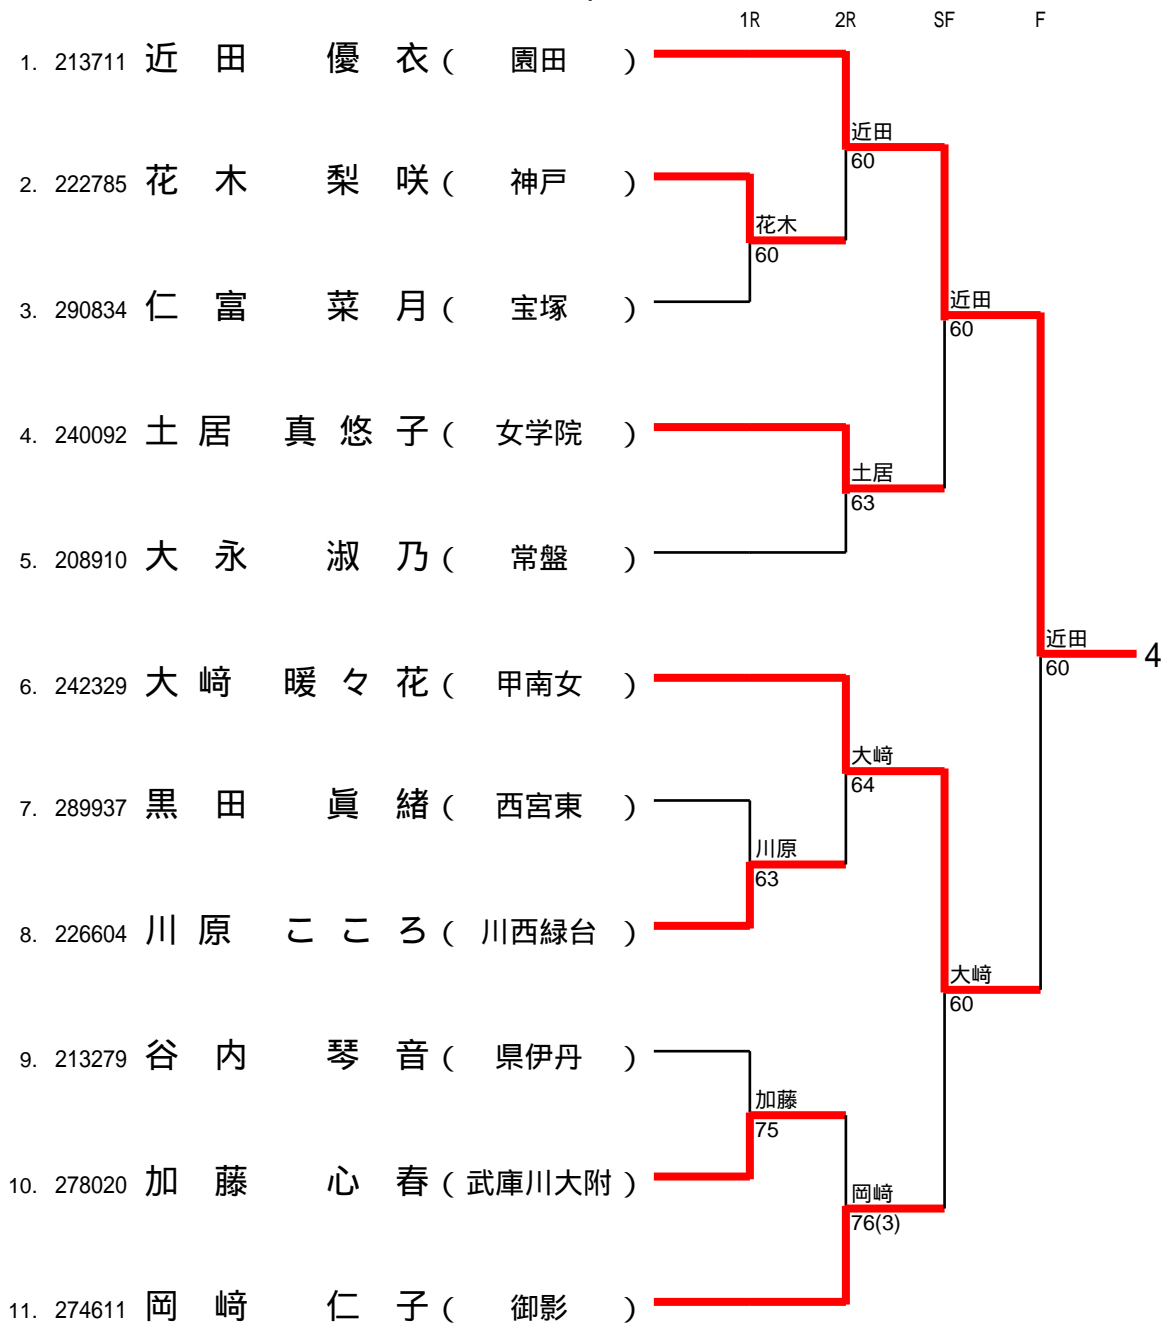 1R 2R SF F
1. 213711 近田 優衣 ( 園田 )
近田
60
2. 222785 花木 梨咲 ( 神戸 )
花木
60
3. 290834 仁富 菜月 ( 宝塚 )
近田
60
4. 240092 土居 真悠子 ( 女学院 )
土居
63
5. 208910 大永 淑乃 ( 常盤 )
近田
60
4
6. 242329 大﨑 暖々花 ( 甲南女 )
大﨑
64
7. 289937 黒田 眞緒 ( 西宮東 )
川原
63
8. 226604 川原 こころ ( 川西緑台 )
大﨑
60
9. 213279 谷内 琴音 ( 県伊丹 )
加藤
75
10. 278020 加藤 心春 ( 武庫川大附 )
岡﨑
76(3)
11. 274611 岡﨑 仁子 ( 御影 )